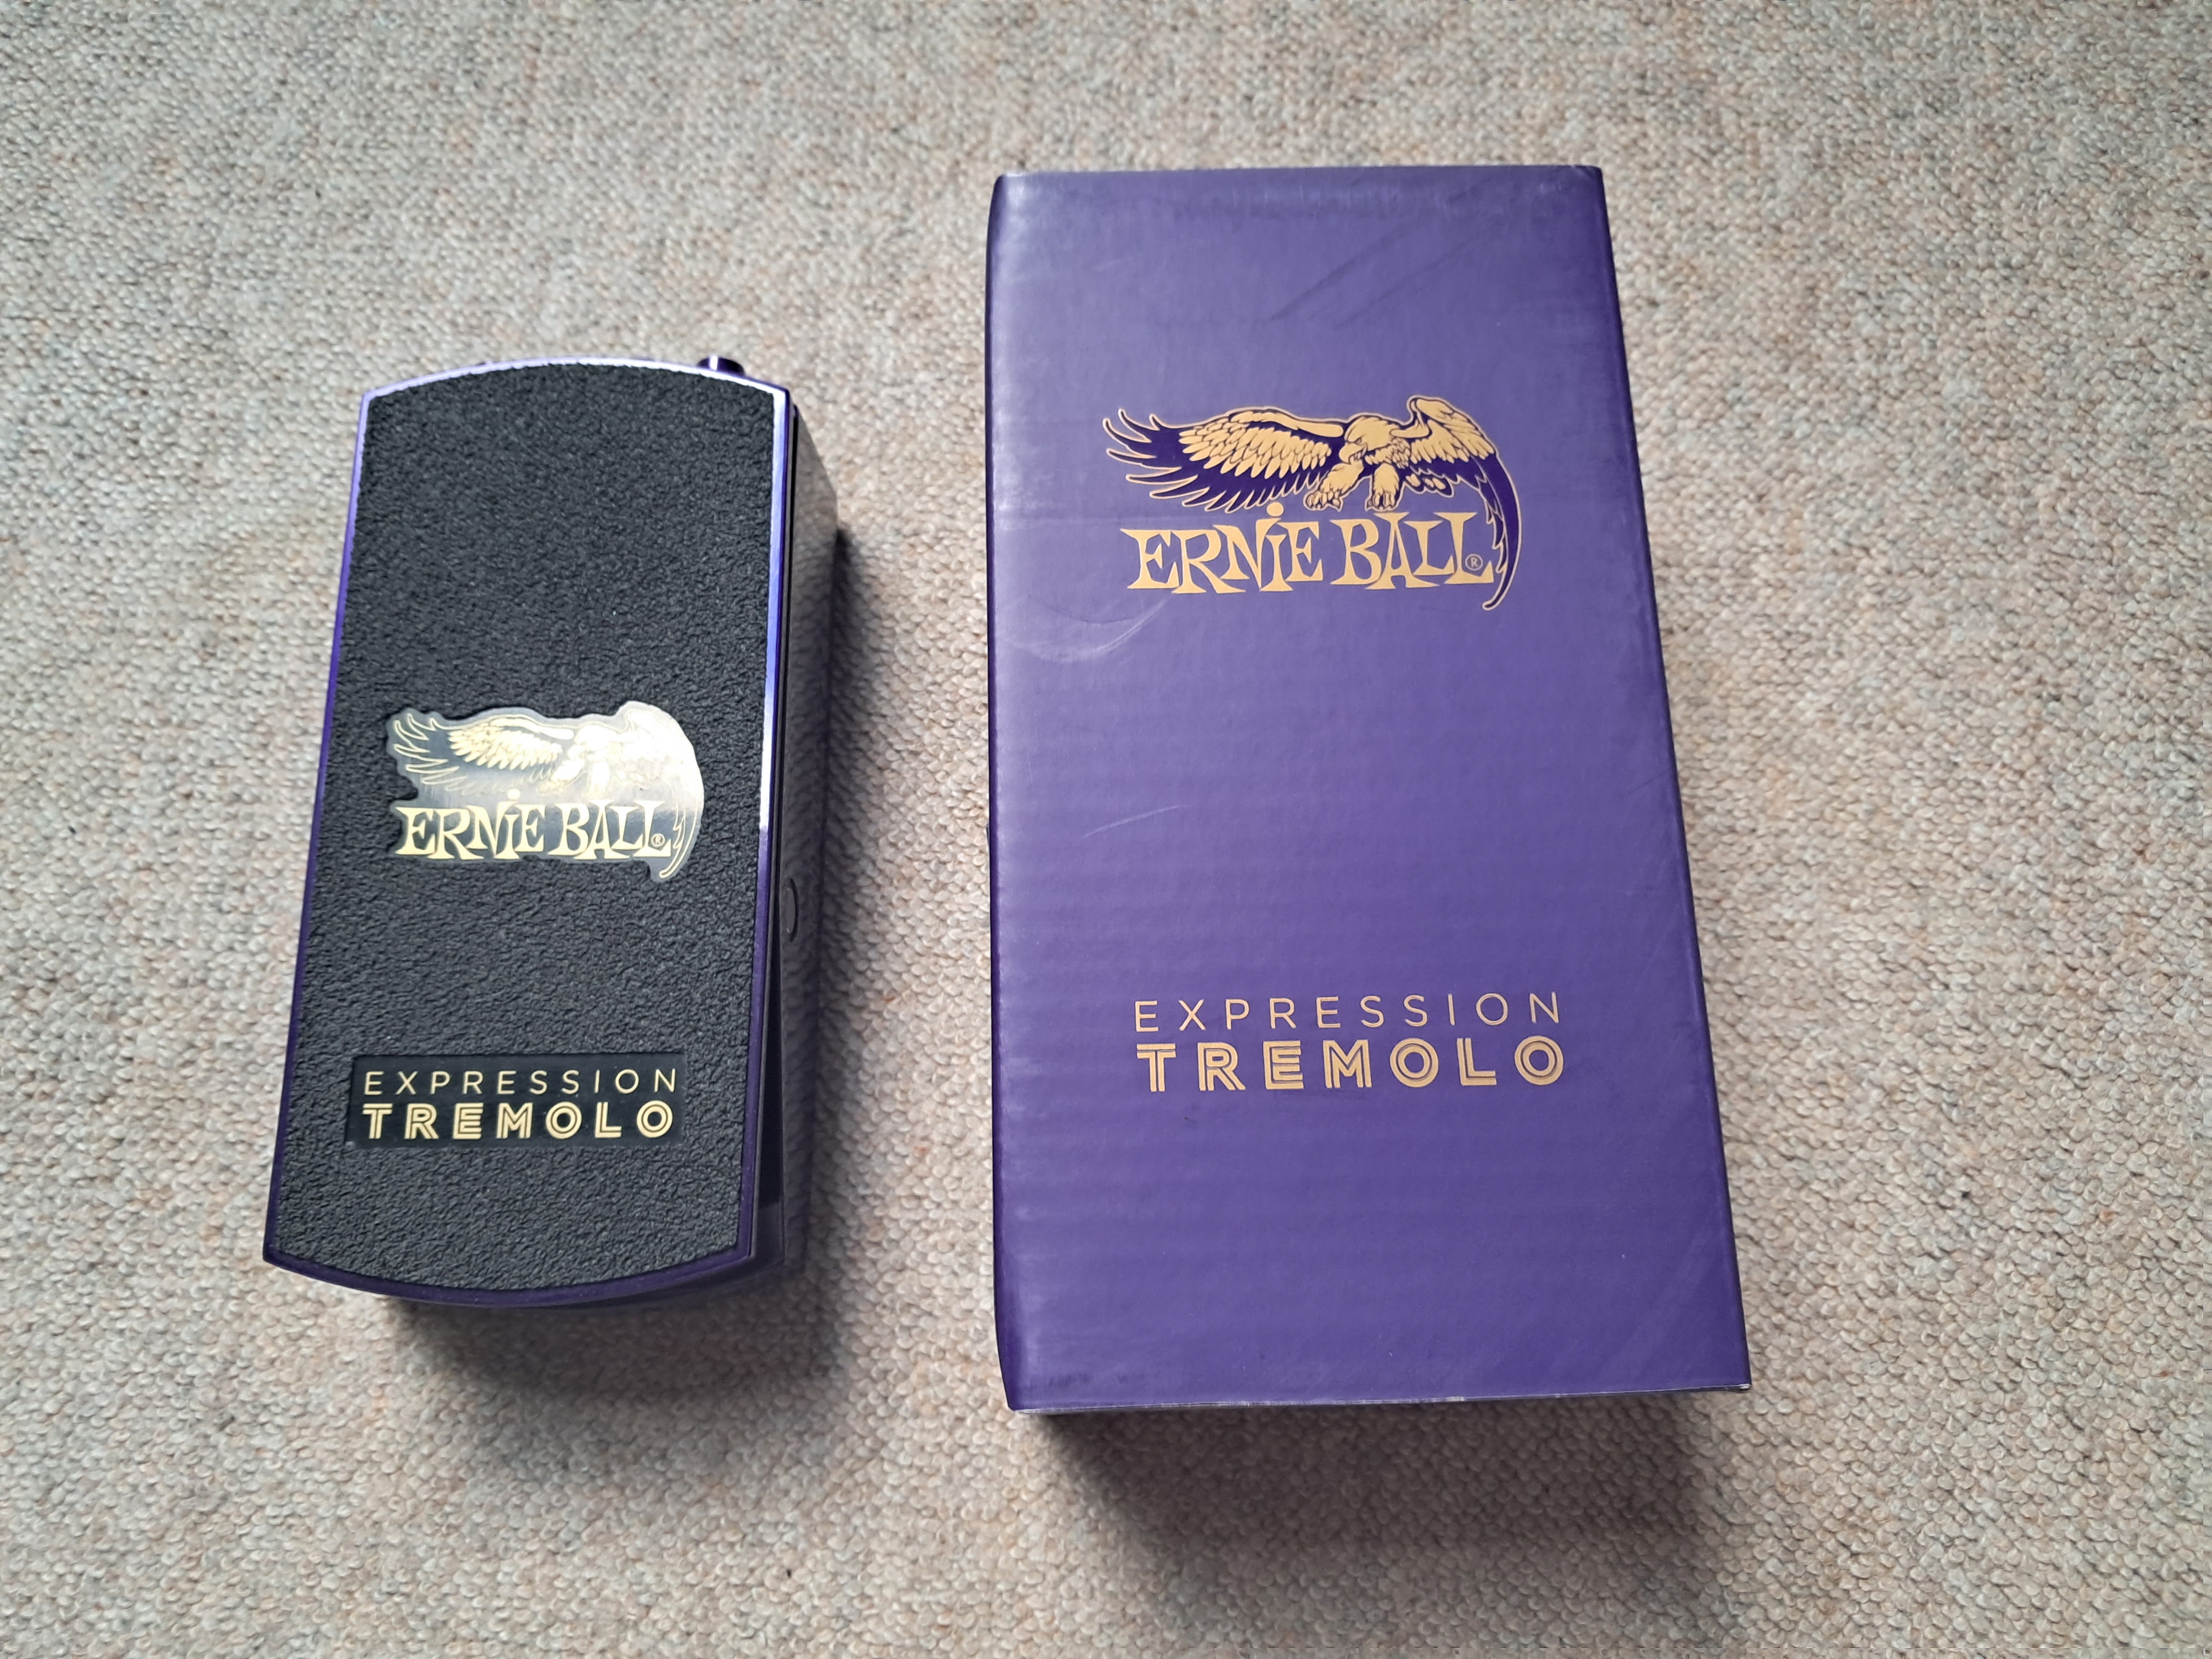 ERNIE BALL®
EXPRESSION
TREMOLO
ERNIE BALL®
EXPRESSION
TREMOLO